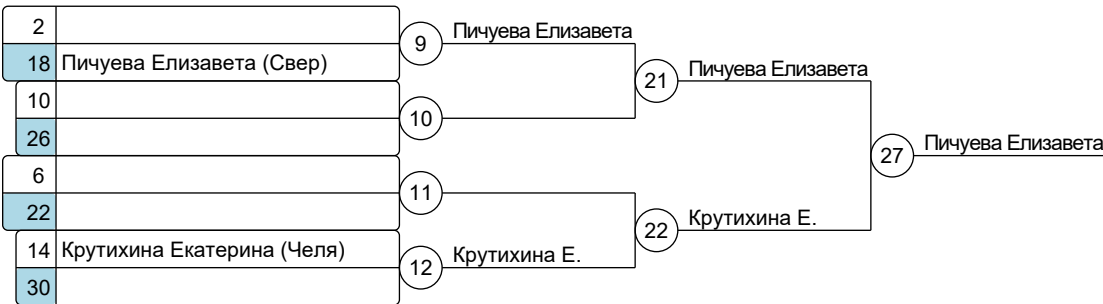 2
18 Пичуева Елизавета (Свер)
10
26
6
22
14 Крутихина Екатерина (Челя)
30
9 Пичуева Елизавета
10
11
12 Крутихина Е.
21 Пичуева Елизавета
22 Крутихина Е.
27 Пичуева Елизавета